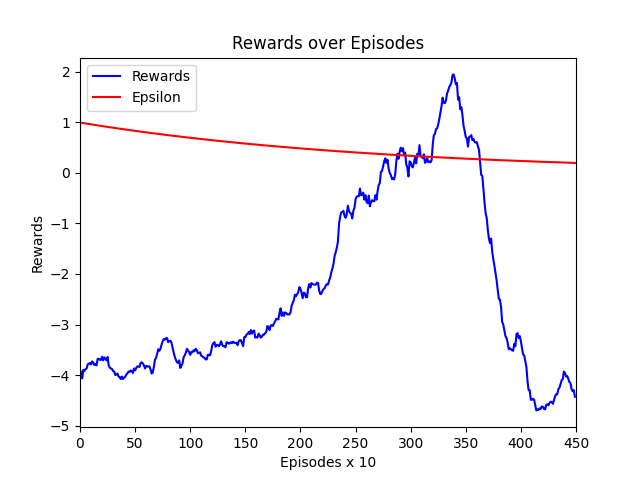 Rewards over Episodes
Rewards
Epsilon
2
1
0
−1
−2
−3
−4
−5
Rewards
0 50 100 150 200 250 300 350 400 450
Episodes x 10